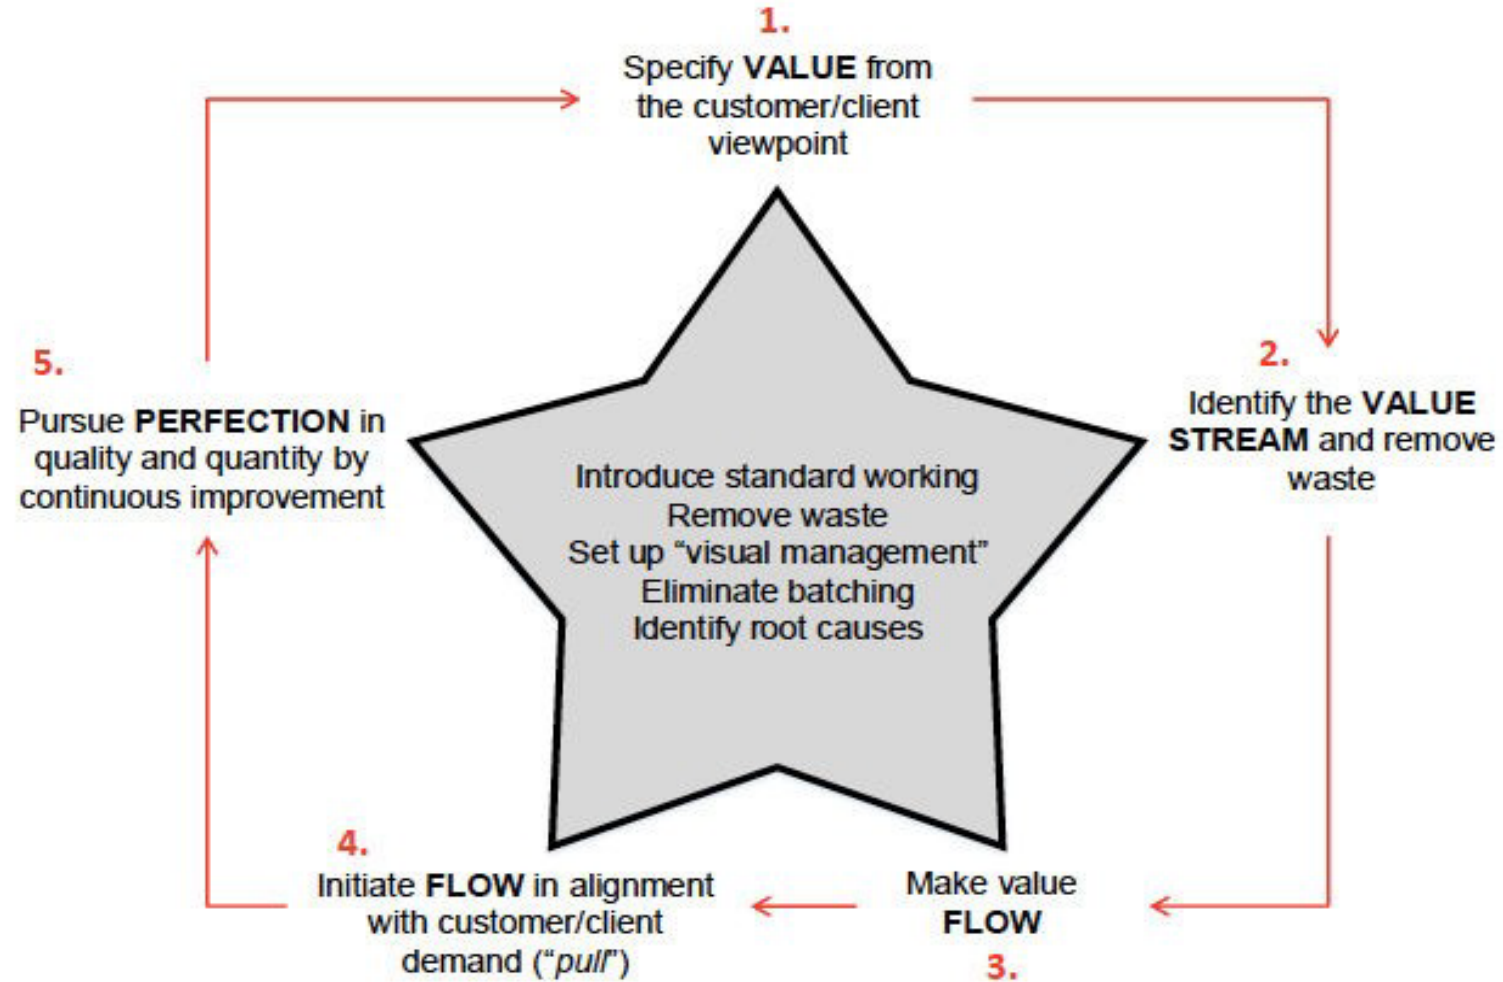 1.
Specify VALUE from
the customer/client
viewpoint
2.
Identify the VALUE
STREAM and remove
waste
Make value
FLOW
3.
4.
Initiate FLOW in alignment
with customer/client
demand (“pull”)
5.
Pursue PERFECTION in
quality and quantity by
continuous improvement
Introduce standard working
Remove waste
Set up “visual management”
Eliminate batching
Identify root causes